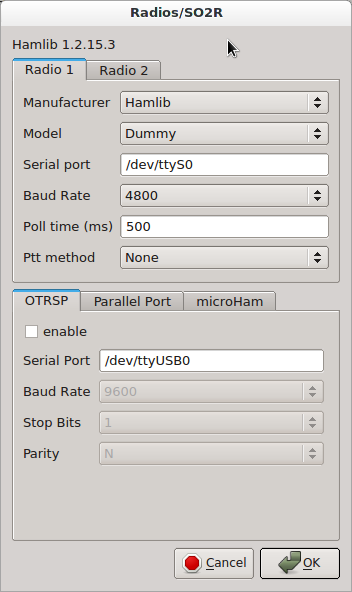 Radios/SO2R
Hamlib 1.2.15.3
Radio 1 Radio 2
Manufacturer Hamlib
Model Dummy
Serial port /dev/ttyS0
Baud Rate 4800
Poll time (ms) 500
Ptt method None
OTRSP Parallel Port microHam
enable
Serial Port /dev/ttyUSB0
Baud Rate 9600
Stop Bits 1
Parity N
Cancel OK